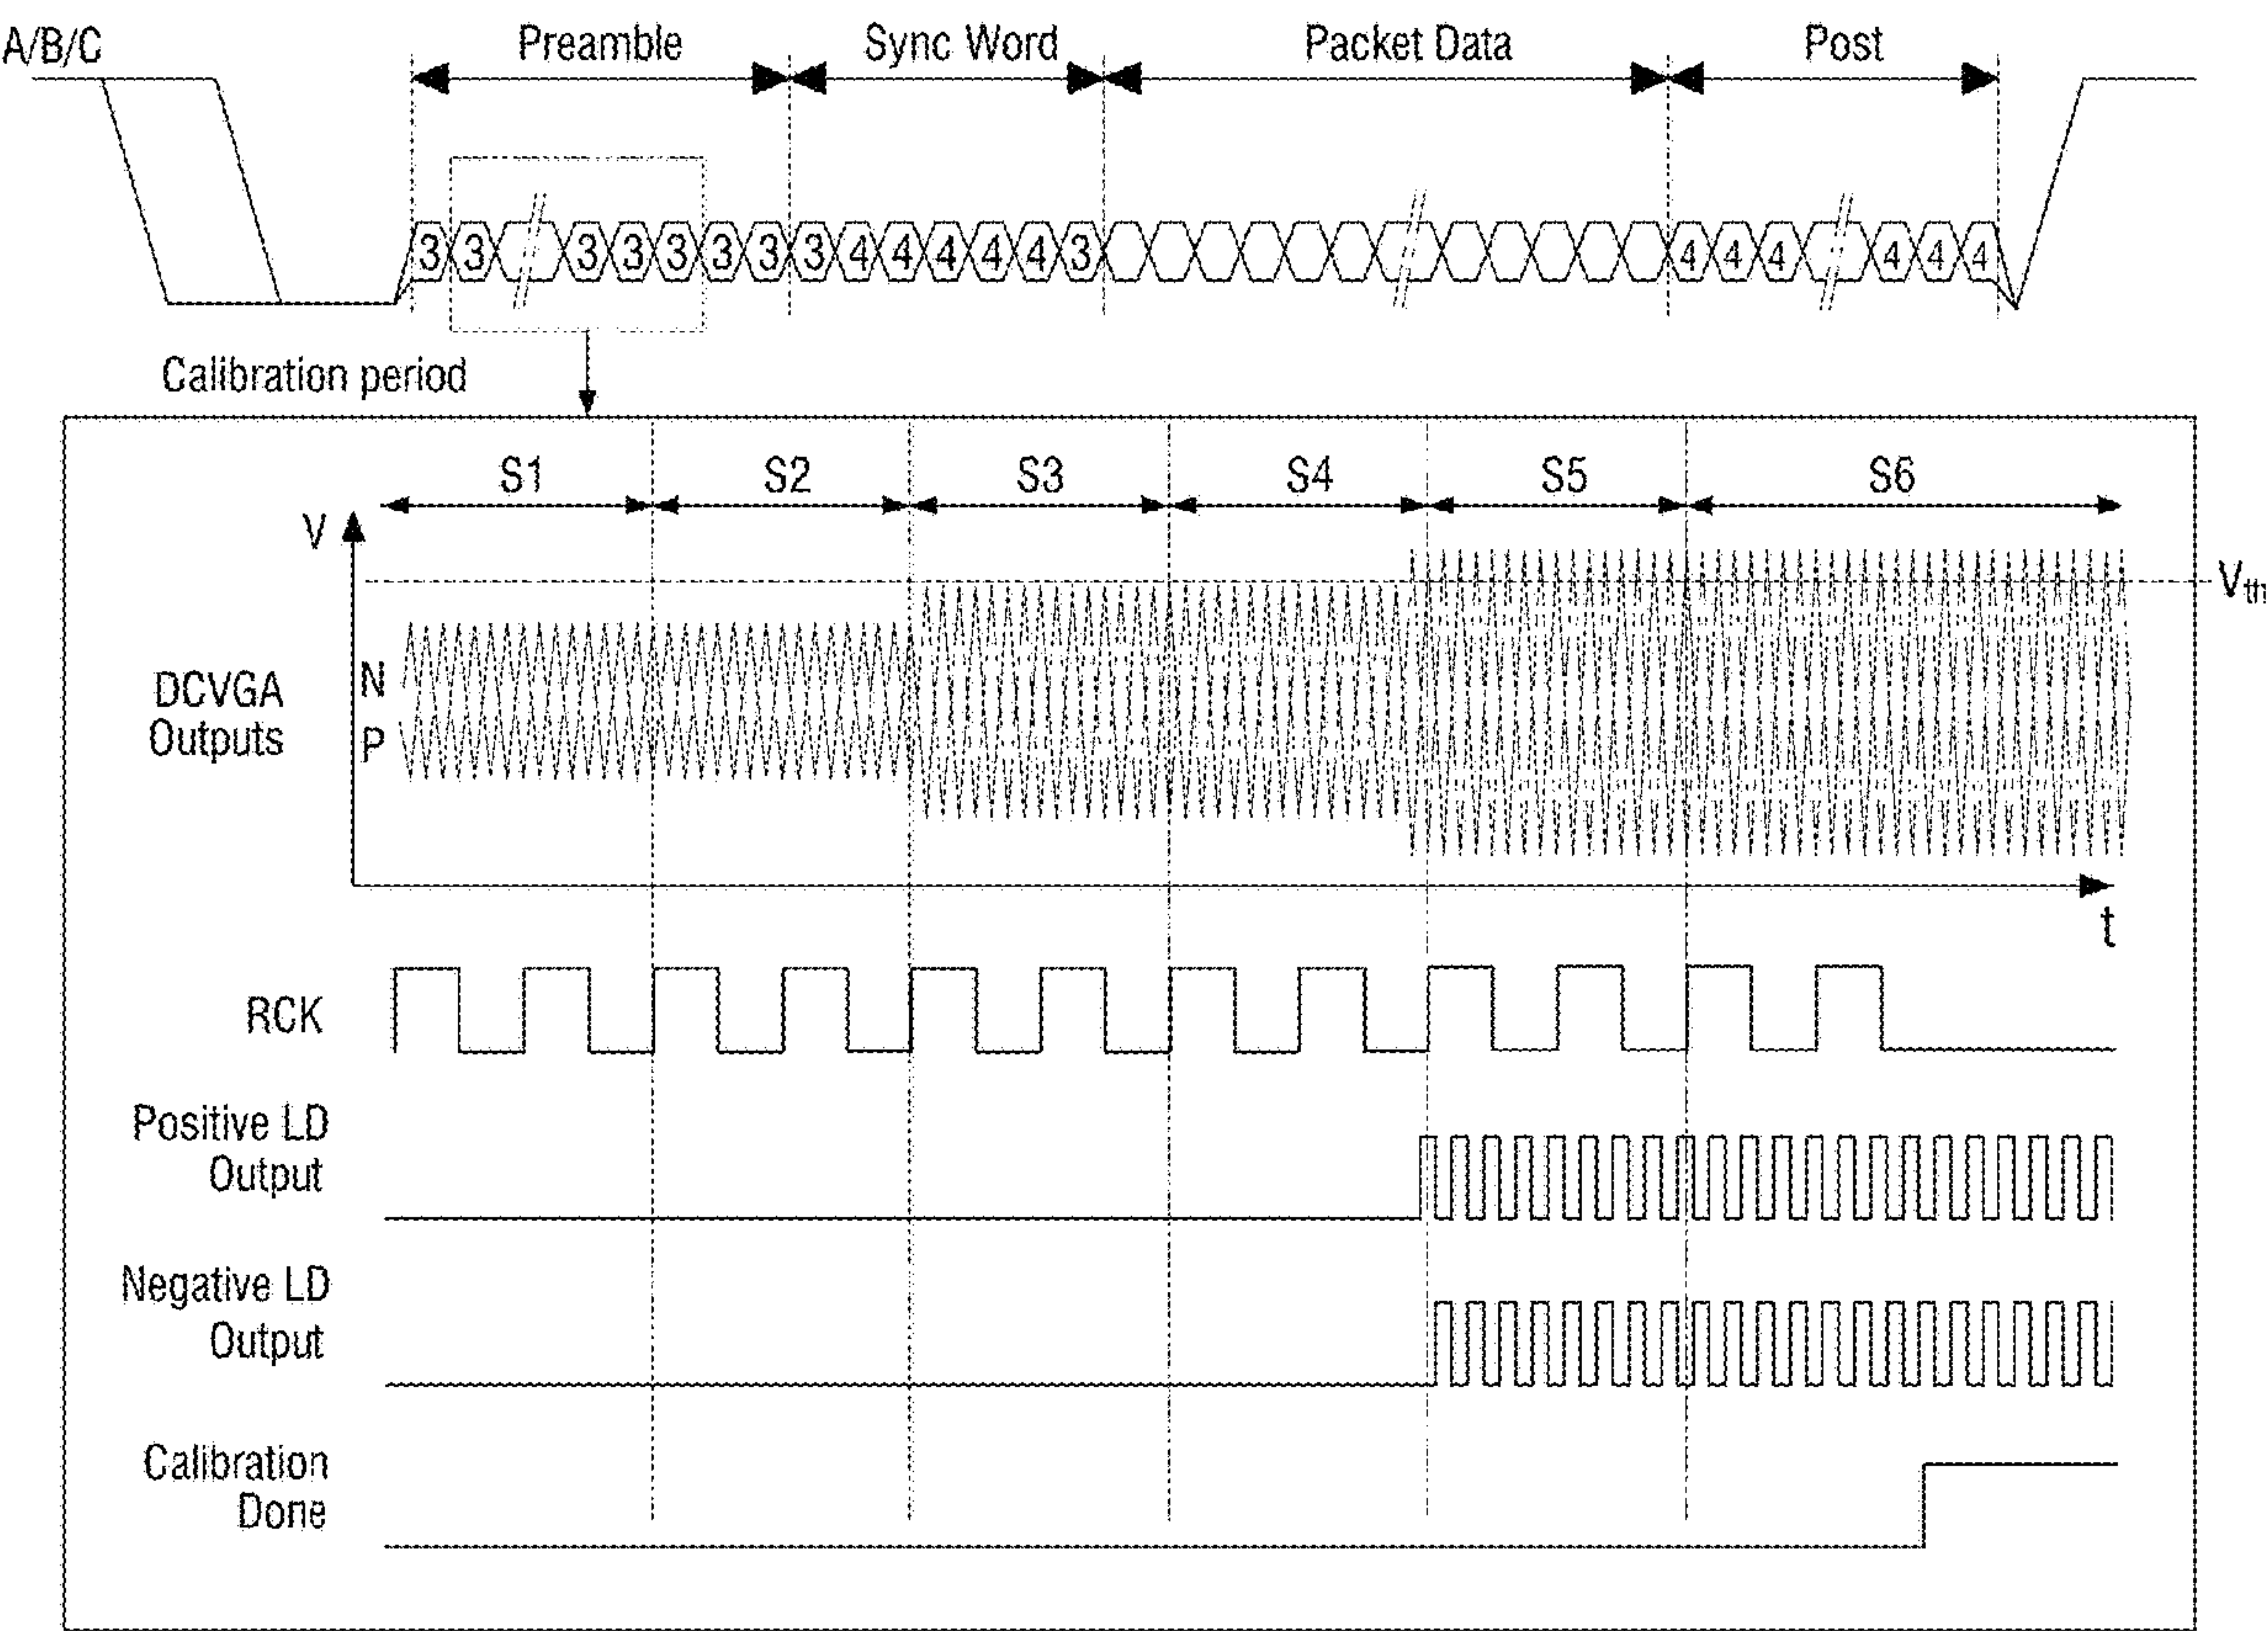 A/B/C Preamble Sync Word Packet Data Post
3 3 3 3 3 3 3 3 4 4 4 4 4 3 4 4 4 4 4 4
Calibration period
S1 S2 S3 S4 S5 S6
V
Vth
N
P
DCVGA
Outputs
t
RCK
Positive LD
Output
Negative LD
Output
Calibration
Done